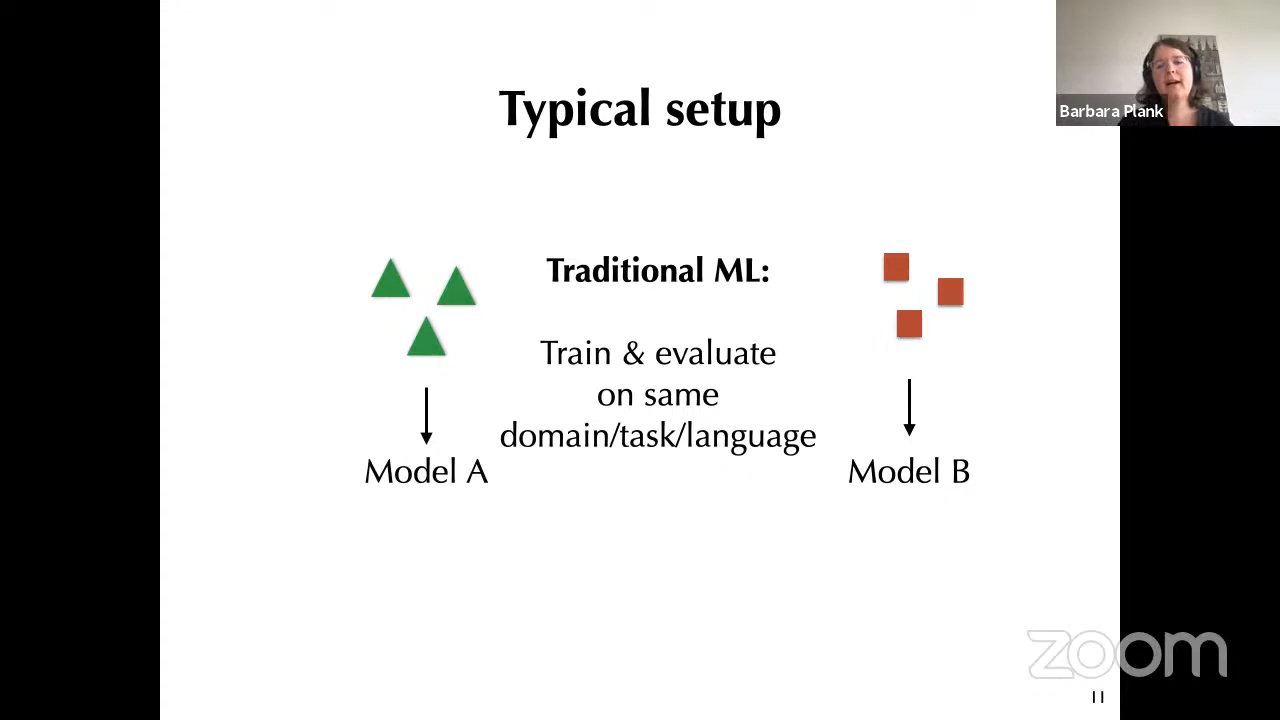 Typical setup
Barbara Plank
Traditional ML:
Train & evaluate
on same
domain/task/language
Model A
Model B
zoom
11